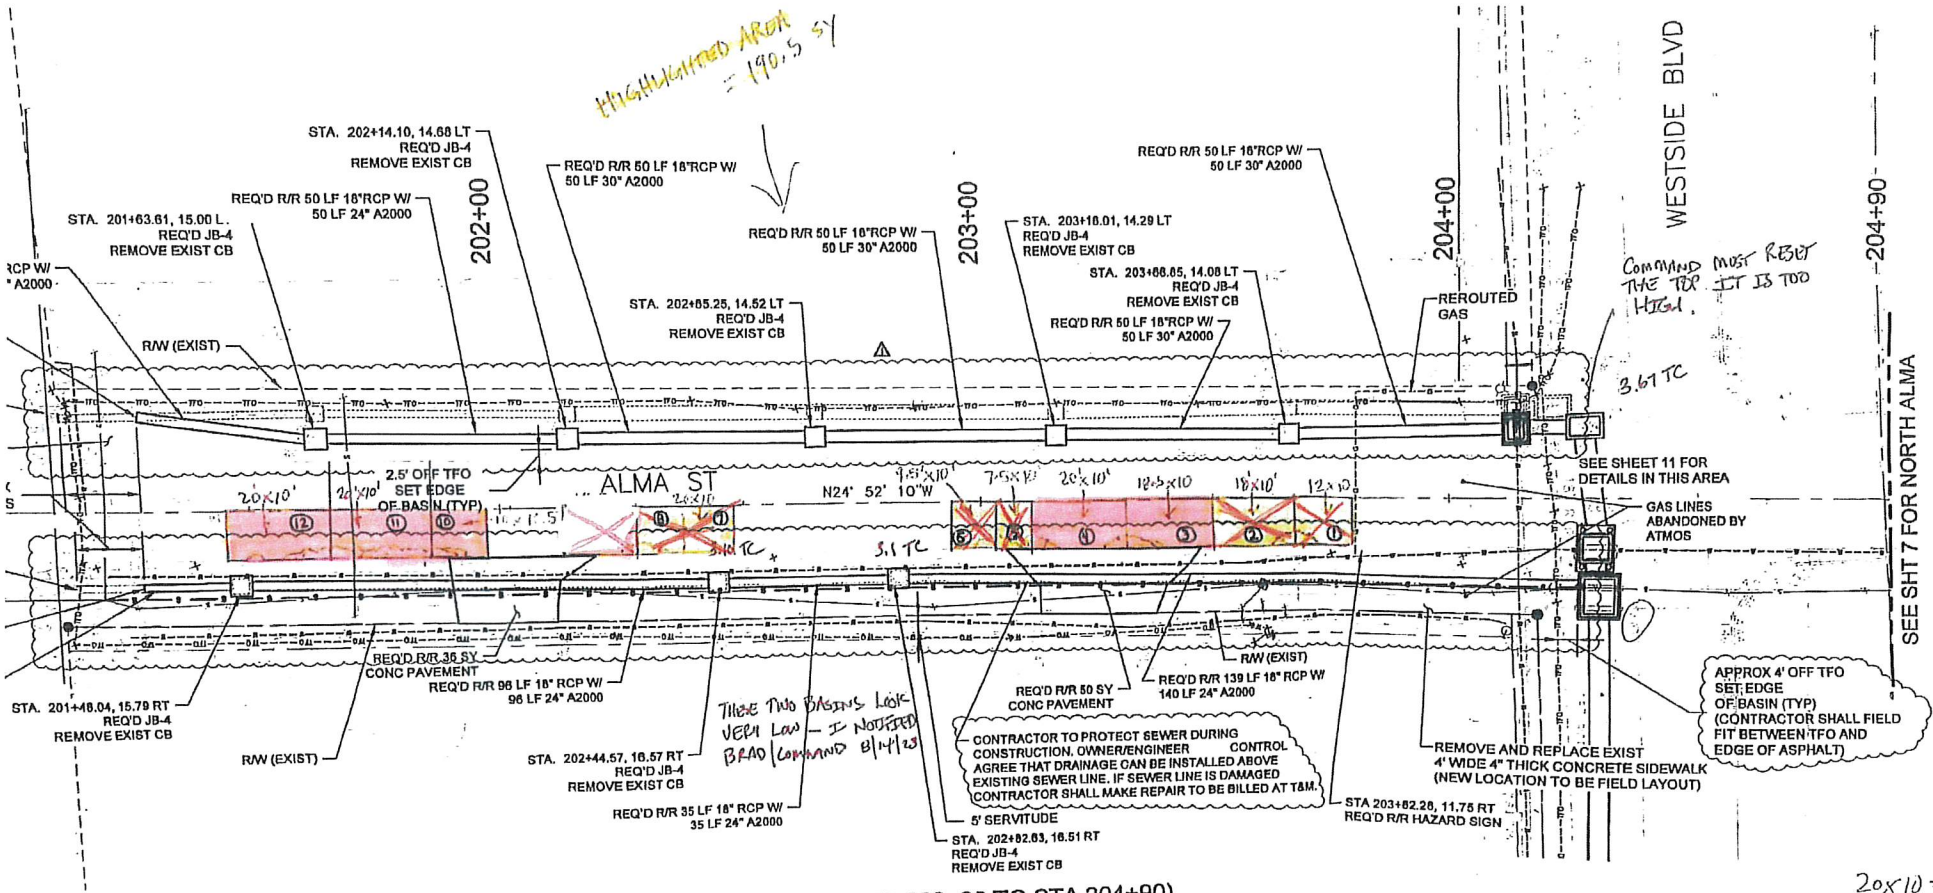 HIGHLIGHTED AREA
= 190.5 SY
STA. 202+14.10, 14.68 LT
REQ'D JB-4
REMOVE EXIST CB
REQ'D R/R 50 LF 18"RCP W/
50 LF 30" A2000
REQ'D R/R 50 LF 18"RCP W/
50 LF 24" A2000
202+00
STA. 201+63.61, 15.00 L.
REQ'D JB-4
REMOVE EXIST CB
RCP W/
" A2000
R/W (EXIST)
REQ'D R/R 50 LF 18"RCP W/
50 LF 30" A2000
203+00
STA. 202+65.25, 14.52 LT
REQ'D JB-4
REMOVE EXIST CB
REQ'D R/R 50 LF 18"RCP W/
50 LF 30" A2000
STA. 203+16.01, 14.29 LT
REQ'D JB-4
REMOVE EXIST CB
STA. 203+66.65, 14.08 LT
REQ'D JB-4
REMOVE EXIST CB
REQ'D R/R 50 LF 18"RCP W/
50 LF 30" A2000
204+00
REROUTED
GAS
WESTSIDE BLVD
204+90
COMMAND MUST RESET
THE TOP IT IS TOO
HIGH.
3.67 TC
SEE SHT 7 FOR NORTH ALMA
SEE SHEET 11 FOR
DETAILS IN THIS AREA
GAS LINES
ABANDONED BY
ATMOS
2.5' OFF TFO
SET EDGE
OF BASIN (TYP)
ALMA ST
N24° 52' 10"W
20x10'
20'x10'
20x10
7.5x10'
20'x10'
18.5x10
18'x10'
12x10
12
11
10
8
7
6
5
4
3
2
1
3.1 TC
REQ'D R/R 36 SY
CONC PAVEMENT
REQ'D R/R 96 LF 18" RCP W/
96 LF 24" A2000
STA. 201+48.04, 15.79 RT
REQ'D JB-4
REMOVE EXIST CB
R/W (EXIST)
THESE TWO BASINS LOOK
VERY LOW - I NOTIFIED
BRAD/COMMAND 8/14/23
STA. 202+44.57, 16.57 RT
REQ'D JB-4
REMOVE EXIST CB
REQ'D R/R 35 LF 18" RCP W/
35 LF 24" A2000
REQ'D R/R 50 SY
CONC PAVEMENT
REQ'D R/R 139 LF 18" RCP W/
140 LF 24" A2000
R/W (EXIST)
CONTRACTOR TO PROTECT SEWER DURING
CONSTRUCTION. OWNER/ENGINEER CONTROL
AGREE THAT DRAINAGE CAN BE INSTALLED ABOVE
EXISTING SEWER LINE. IF SEWER LINE IS DAMAGED
CONTRACTOR SHALL MAKE REPAIR TO BE BILLED AT T&M.
5' SERVITUDE
STA. 202+82.63, 16.51 RT
REQ'D JB-4
REMOVE EXIST CB
STA 203+82.28, 11.75 RT
REQ'D R/R HAZARD SIGN
REMOVE AND REPLACE EXIST
4' WIDE 4" THICK CONCRETE SIDEWALK
(NEW LOCATION TO BE FIELD LAYOUT)
APPROX 4' OFF TFO
SET EDGE
OF BASIN (TYP)
(CONTRACTOR SHALL FIELD
FIT BETWEEN TFO AND
EDGE OF ASPHALT)
TO STA 204+90)
20x10